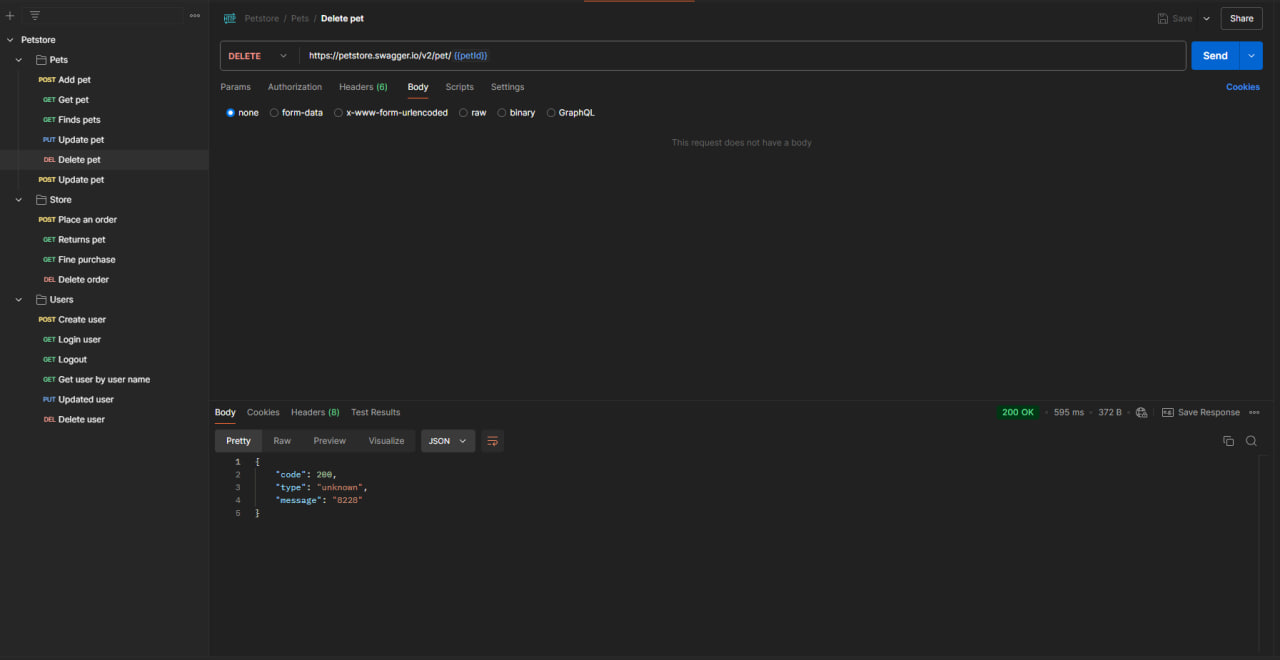 Petstore / Pets / Delete pet
Save
Share
Petstore
Pets
POST Add pet
GET Get pet
GET Finds pets
PUT Update pet
DEL Delete pet
POST Update pet
Store
POST Place an order
GET Returns pet
GET Fine purchase
DEL Delete order
Users
POST Create user
GET Login user
GET Logout
GET Get user by user name
PUT Updated user
DEL Delete user
DELETE https://petstore.swagger.io/v2/pet/ {{petId}} Send
Params Authorization Headers (6) Body Scripts Settings Cookies
none form-data x-www-form-urlencoded raw binary GraphQL
This request does not have a body
Body Cookies Headers (8) Test Results 200 OK · 595 ms · 372 B · Save Response
Pretty Raw Preview Visualize JSON
1 {
2 "code": 200,
3 "type": "unknown",
4 "message": "8228"
5 }